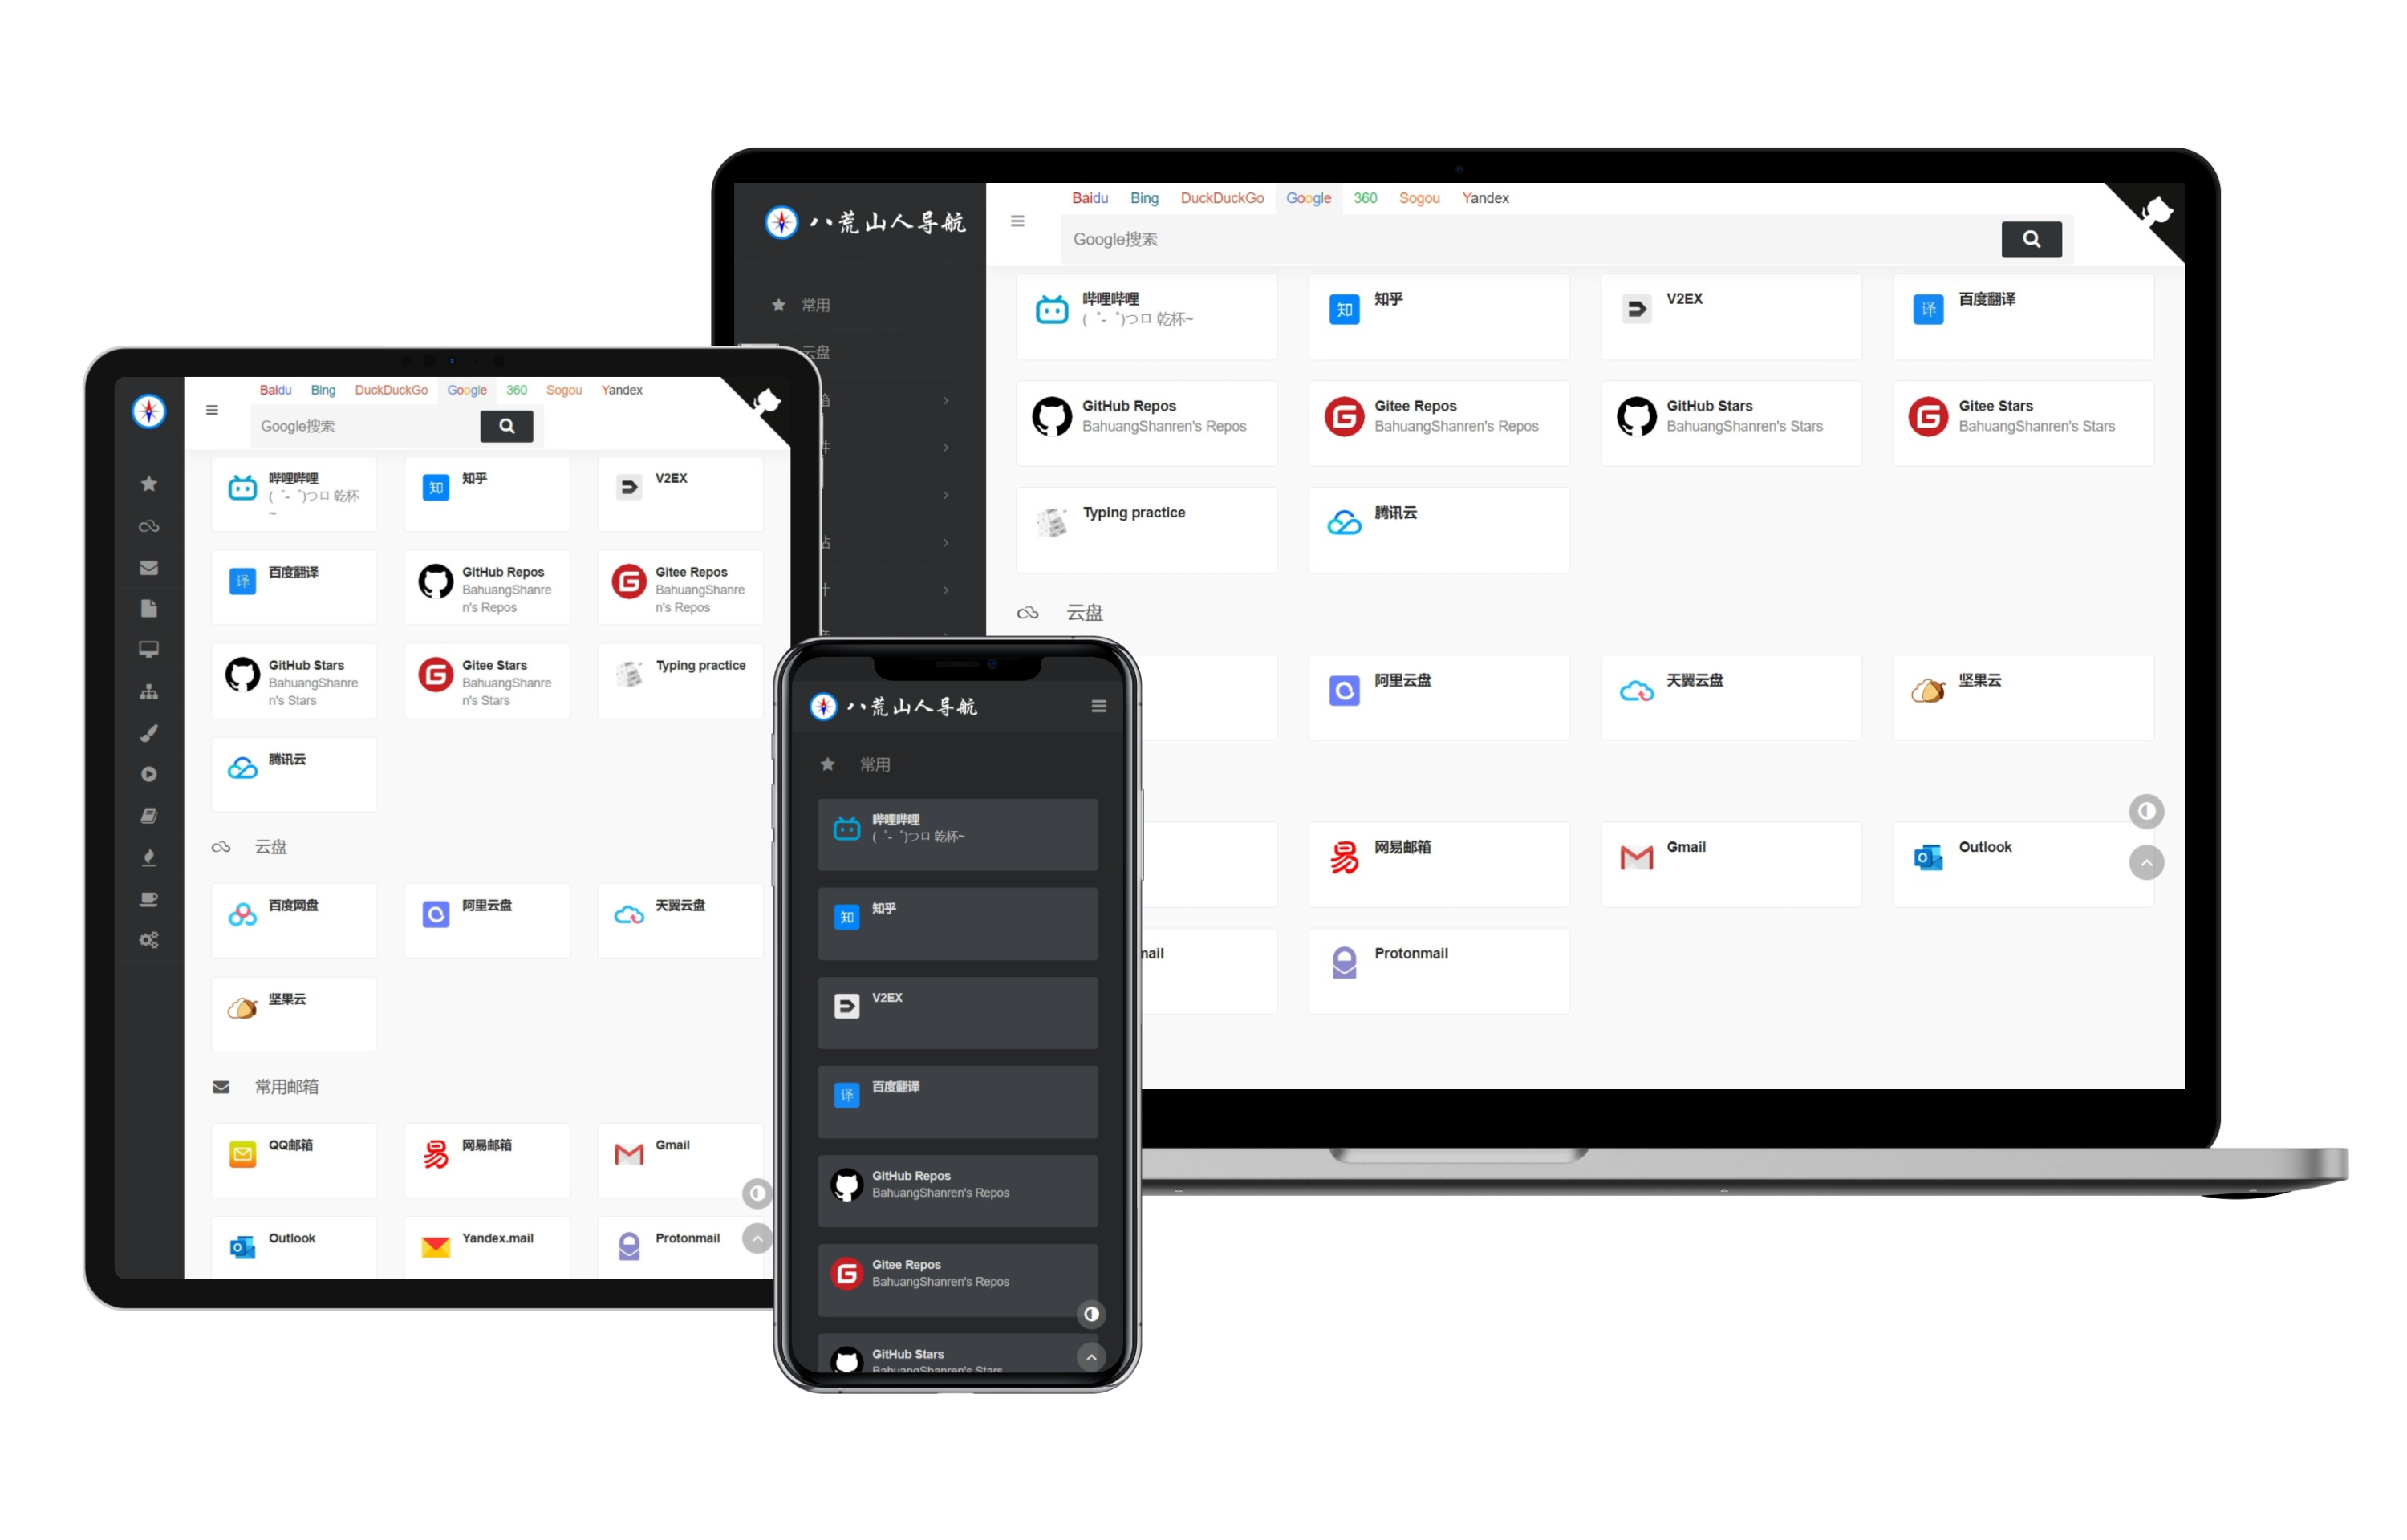 八荒山人导航
常用
云盘
Baidu Bing DuckDuckGo Google 360 Sogou Yandex
Google搜索
哔哩哔哩
( ゜- ゜)つロ 乾杯~
知乎
V2EX
百度翻译
GitHub Repos
BahuangShanren's Repos
Gitee Repos
BahuangShanren's Repos
GitHub Stars
BahuangShanren's Stars
Gitee Stars
BahuangShanren's Stars
Typing practice
腾讯云
云盘
阿里云盘
天翼云盘
坚果云
网易邮箱
Gmail
Outlook
Protonmail
Baidu Bing DuckDuckGo Google 360 Sogou Yandex
Google搜索
哔哩哔哩
( ゜- ゜)つロ 乾杯
~
知乎
V2EX
百度翻译
GitHub Repos
BahuangShanre
n's Repos
Gitee Repos
BahuangShanre
n's Repos
GitHub Stars
BahuangShanre
n's Stars
Gitee Stars
BahuangShanre
n's Stars
Typing practice
腾讯云
云盘
百度网盘
阿里云盘
天翼云盘
坚果云
常用邮箱
QQ邮箱
网易邮箱
Gmail
Outlook
Yandex.mail
Protonmail
八荒山人导航
常用
哔哩哔哩
( ゜- ゜)つロ 乾杯~
知乎
V2EX
百度翻译
GitHub Repos
BahuangShanren's Repos
Gitee Repos
BahuangShanren's Repos
GitHub Stars
BahuangShanren's Stars